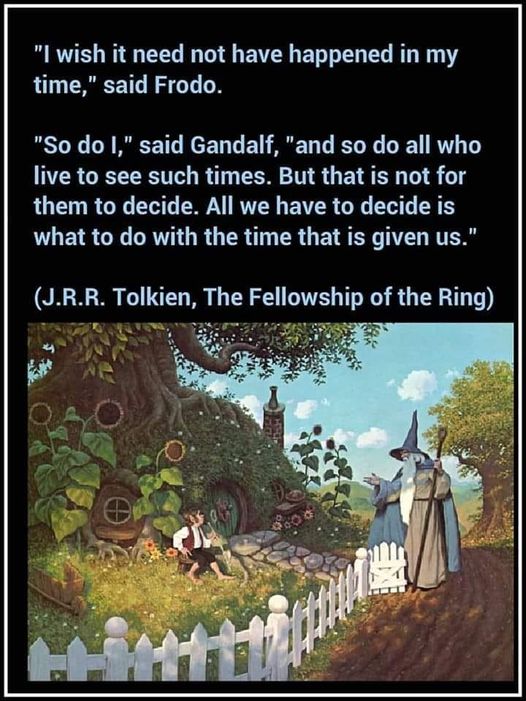 "I wish it need not have happened in my
time," said Frodo.
"So do I," said Gandalf, "and so do all who
live to see such times. But that is not for
them to decide. All we have to decide is
what to do with the time that is given us."
(J.R.R. Tolkien, The Fellowship of the Ring)